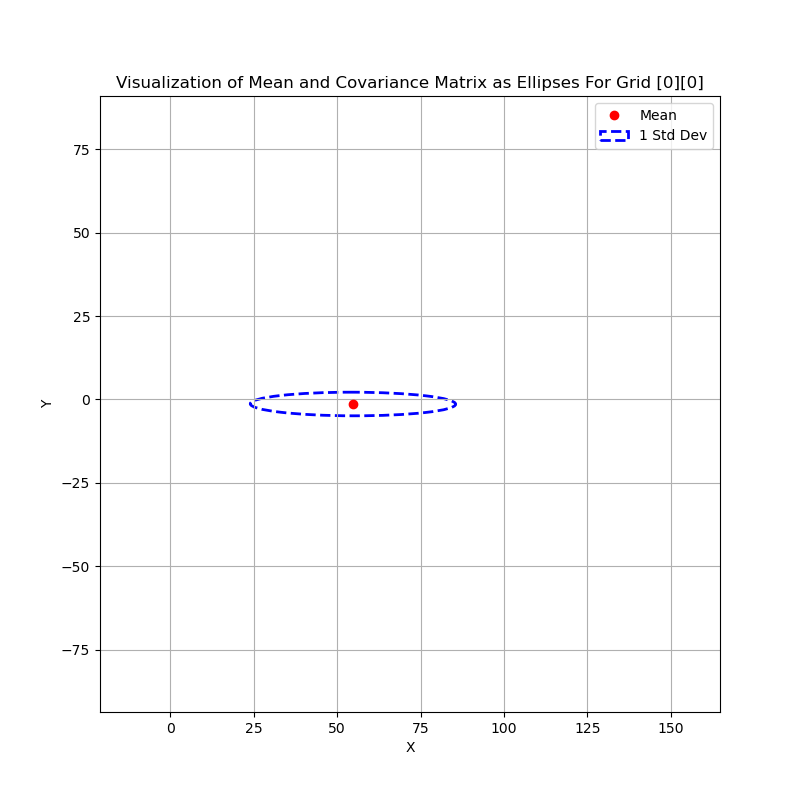 Visualization of Mean and Covariance Matrix as Ellipses For Grid [0][0]
Mean
1 Std Dev
75
50
25
0
−25
−50
−75
Y
0 25 50 75 100 125 150
X